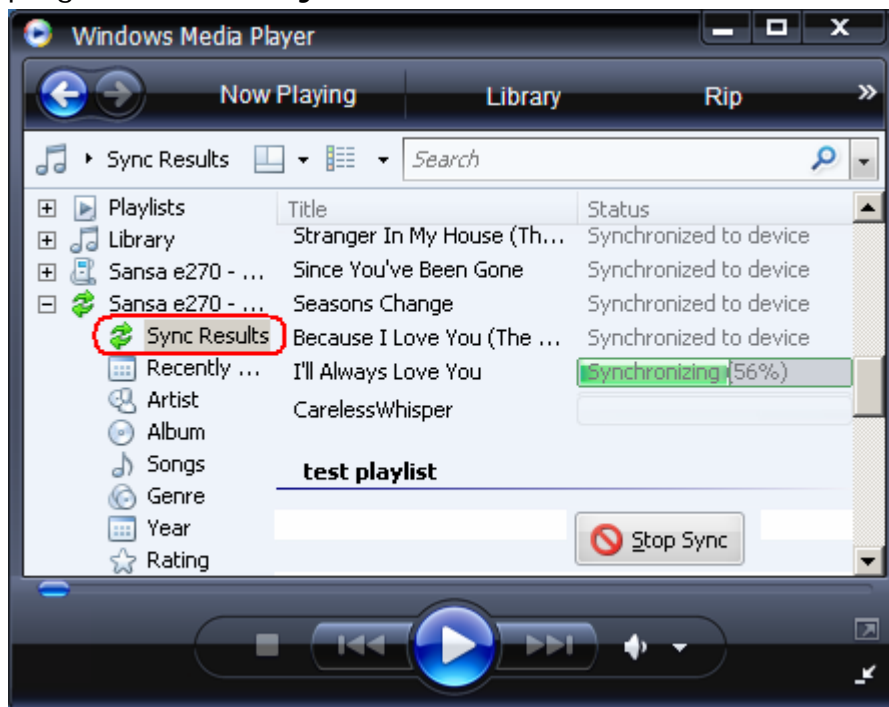 Windows Media Player
Now Playing Library Rip »
Sync Results Search
Playlists Title Status
Library Stranger In My House (Th... Synchronized to device
Sansa e270 - ... Since You've Been Gone Synchronized to device
Sansa e270 - ... Seasons Change Synchronized to device
Sync Results Because I Love You (The ... Synchronized to device
Recently ... I'll Always Love You Synchronizing (56%)
Artist CarelessWhisper
Album
Songs test playlist
Genre
Year Stop Sync
Rating